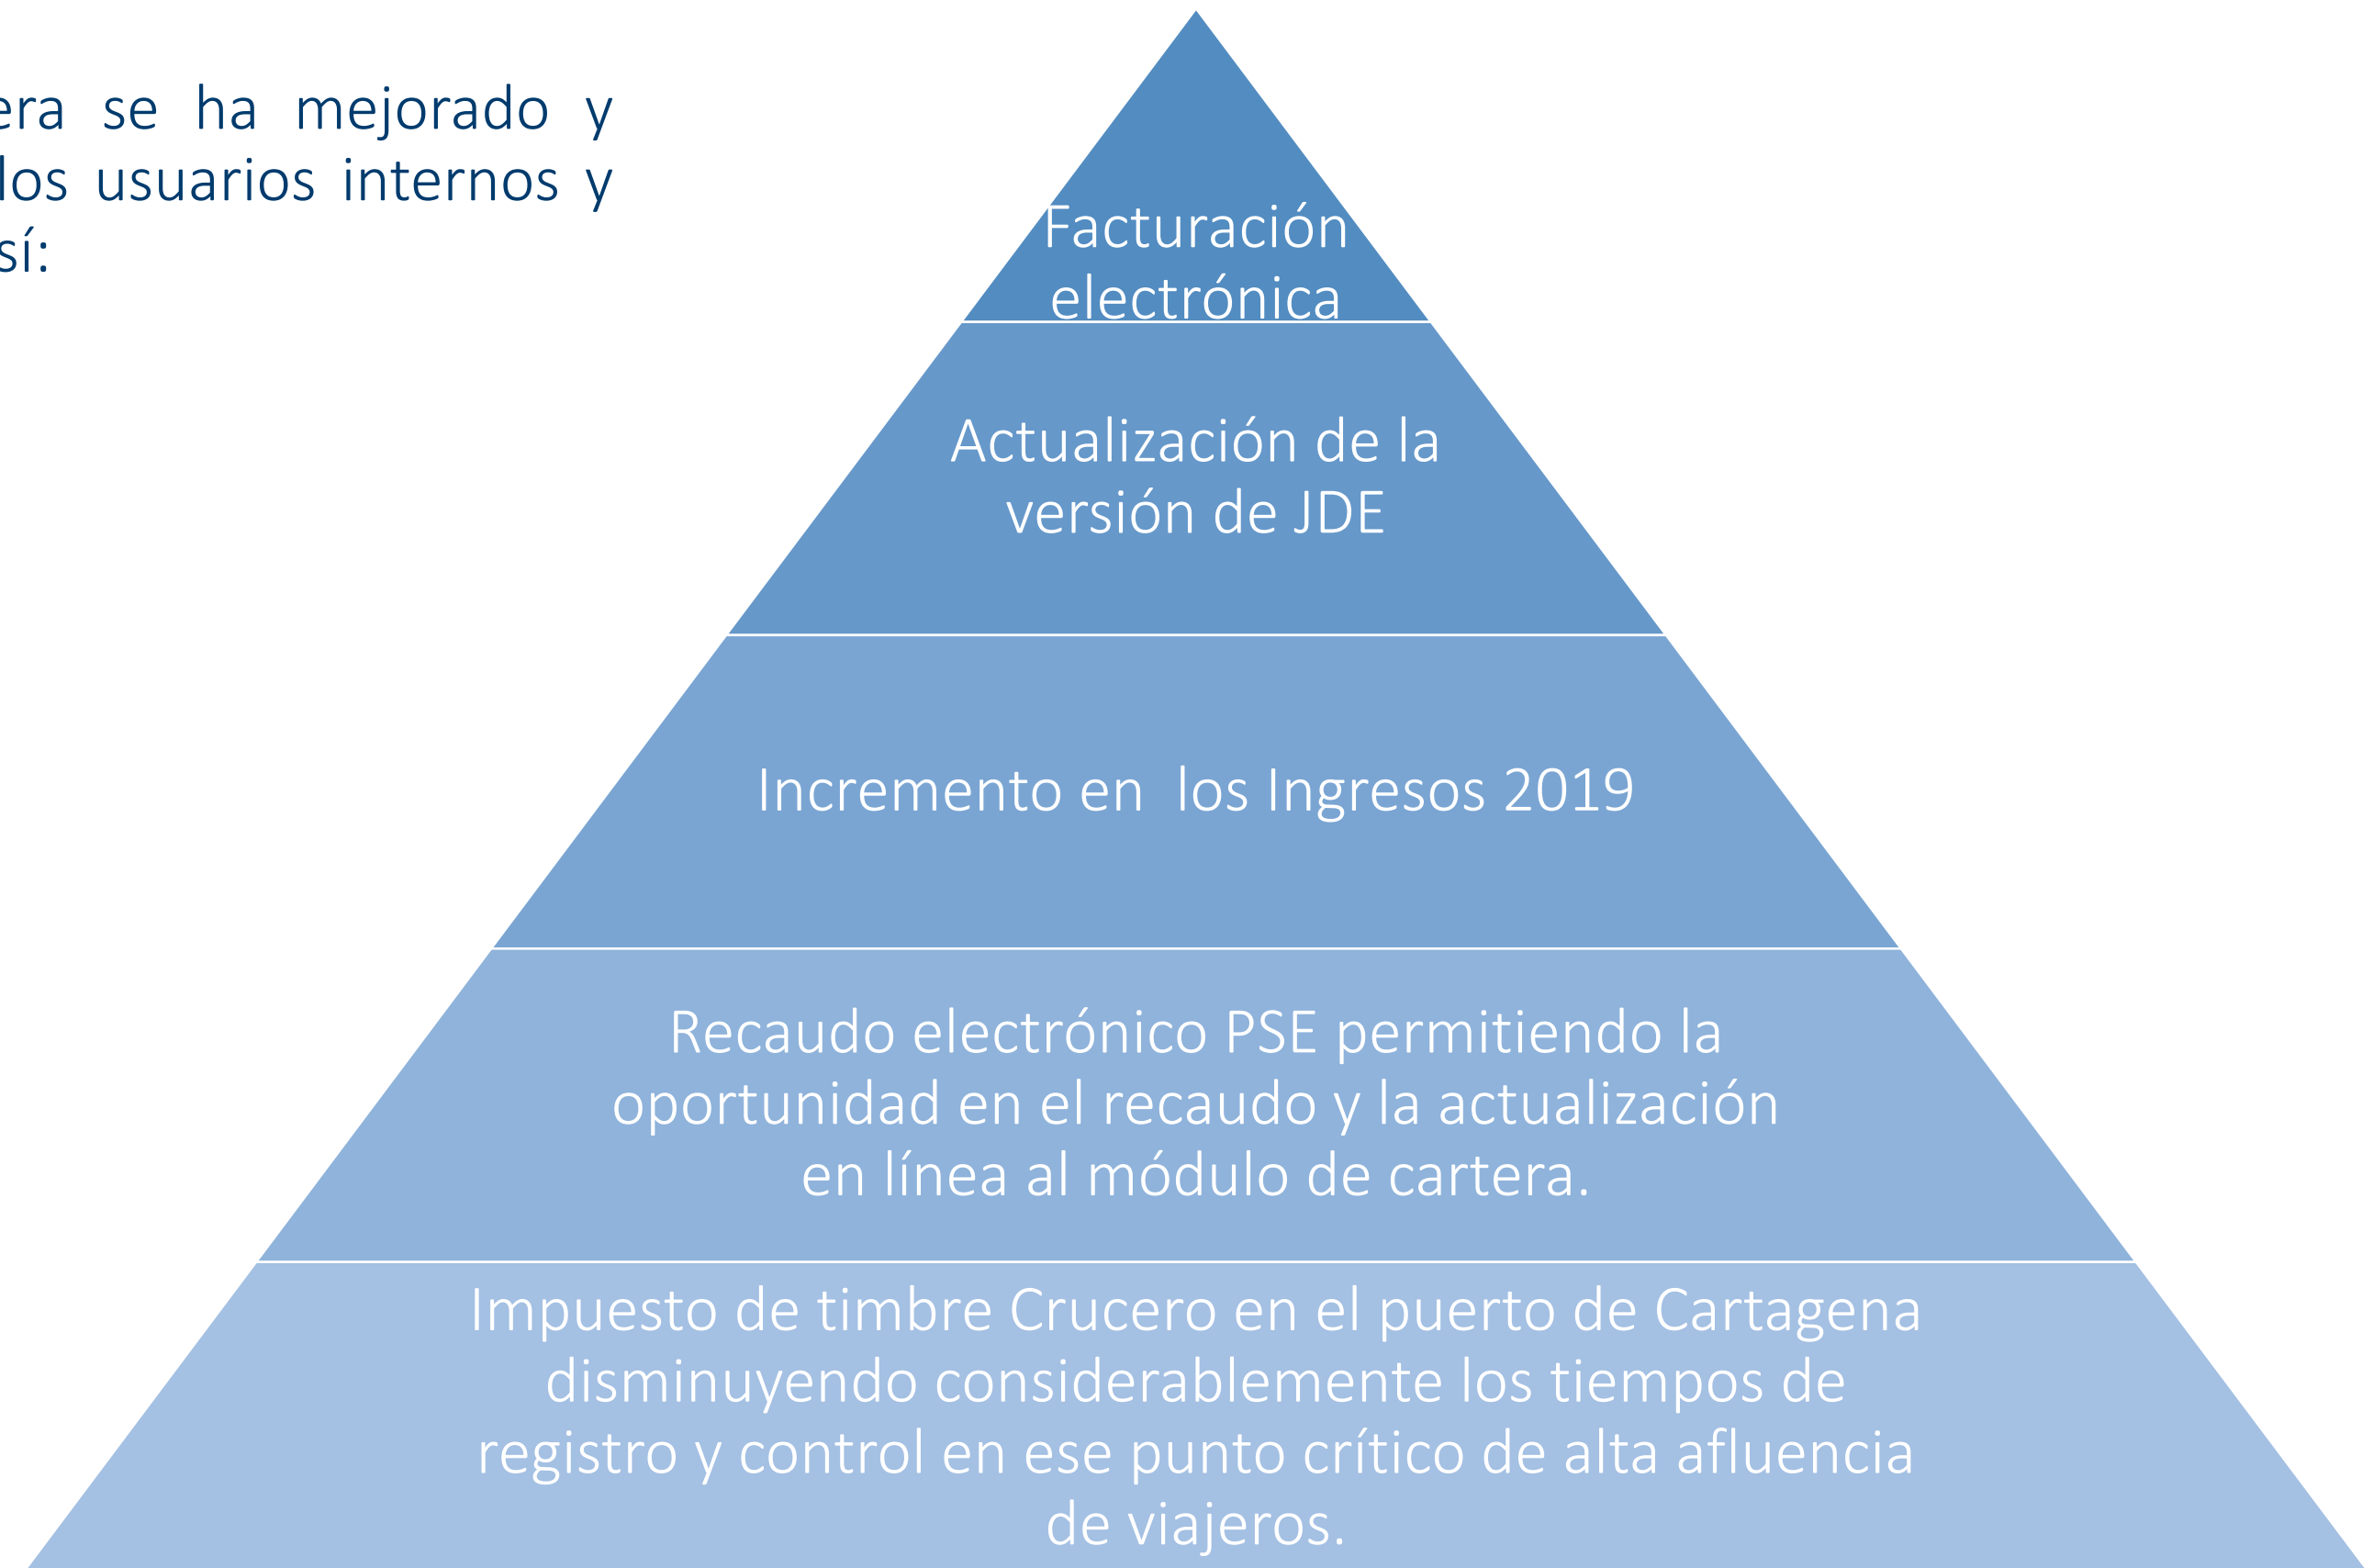 se ha mejorado y
los usuarios internos y
Facturación
electrónica
Actualización de la
versión de JDE
Incremento en  los Ingresos 2019
Recaudo electrónico PSE permitiendo la
oportunidad en el recaudo y la actualización
en línea al módulo de cartera.
Impuesto de timbre Crucero en el puerto de Cartagena
disminuyendo considerablemente los tiempos de
registro y control en ese punto crítico de alta afluencia
de viajeros.